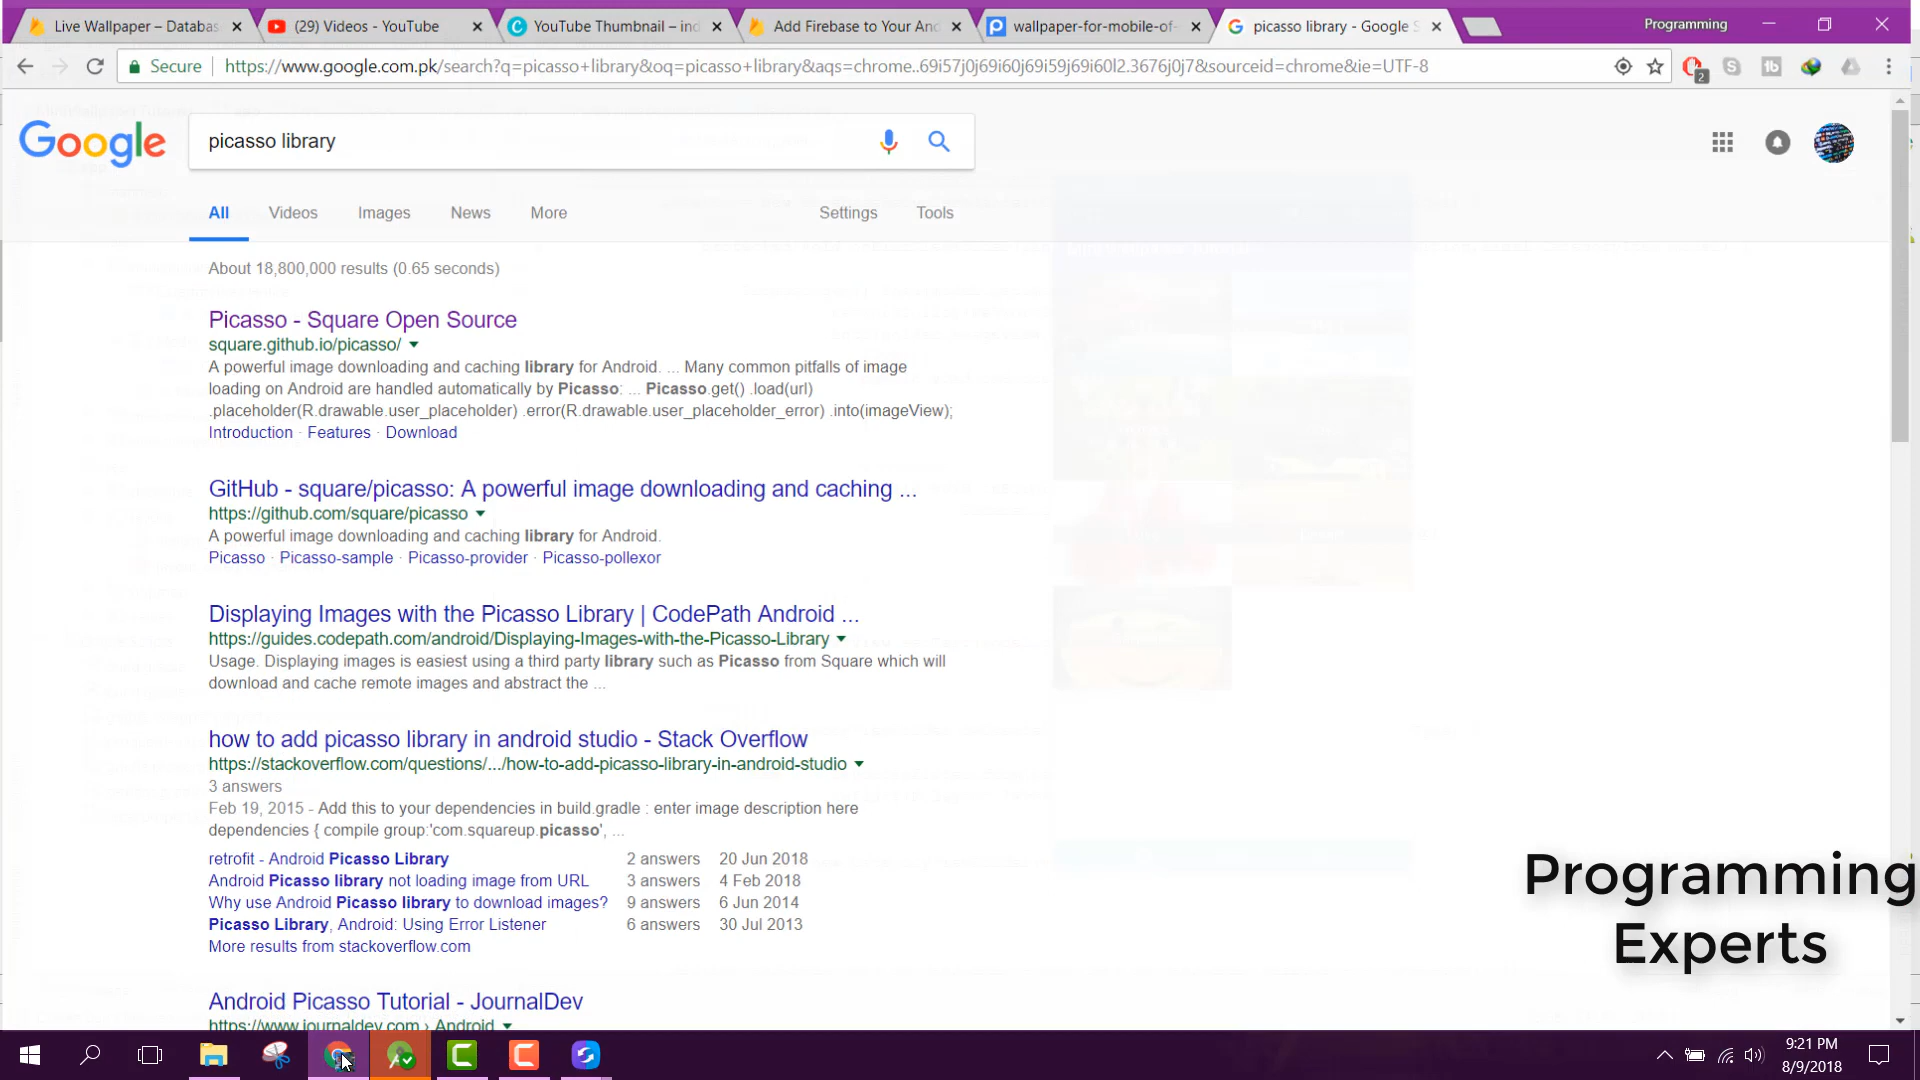 Live Wallpaper – Databas
(29) Videos - YouTube
YouTube Thumbnail – ind
Add Firebase to Your And
wallpaper-for-mobile-of-
picasso library - Google S
Programming
Secure
https://www.google.com.pk/search?q=picasso+library&oq=picasso+library&aqs=chrome..69i57j0j69i60j69i59j69i60l2.3676j0j7&sourceid=chrome&ie=UTF-8
2
Google
picasso library
All
Videos
Images
News
More
Settings
Tools
About 18,800,000 results (0.65 seconds)
Picasso - Square Open Source
square.github.io/picasso/
A powerful image downloading and caching library for Android. ... Many common pitfalls of image
loading on Android are handled automatically by Picasso: ... Picasso.get() .load(url)
.placeholder(R.drawable.user_placeholder) .error(R.drawable.user_placeholder_error) .into(imageView);
Introduction · Features · Download
GitHub - square/picasso: A powerful image downloading and caching ...
https://github.com/square/picasso
A powerful image downloading and caching library for Android.
Picasso · Picasso-sample · Picasso-provider · Picasso-pollexor
Displaying Images with the Picasso Library | CodePath Android ...
https://guides.codepath.com/android/Displaying-Images-with-the-Picasso-Library
Usage. Displaying images is easiest using a third party library such as Picasso from Square which will
download and cache remote images and abstract the ...
how to add picasso library in android studio - Stack Overflow
https://stackoverflow.com/questions/.../how-to-add-picasso-library-in-android-studio
3 answers
Feb 19, 2015 - Add this to your dependencies in build.gradle : enter image description here
dependencies { compile group:'com.squareup.picasso', ...
retrofit - Android Picasso Library 2 answers 20 Jun 2018
Android Picasso library not loading image from URL 3 answers 4 Feb 2018
Why use Android Picasso library to download images? 9 answers 6 Jun 2014
Picasso Library, Android: Using Error Listener 6 answers 30 Jul 2013
More results from stackoverflow.com
Android Picasso Tutorial - JournalDev
https://www.journaldev.com › Android
Programming
Experts
9:21 PM
8/9/2018